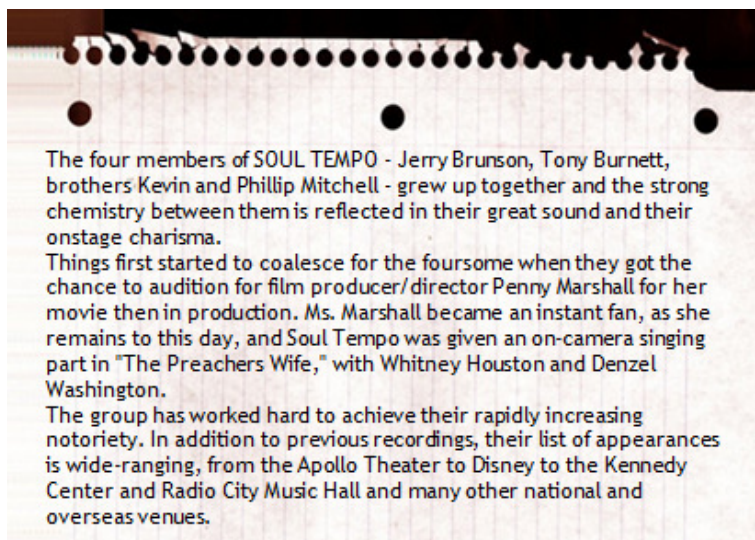 The four members of SOUL TEMPO - Jerry Brunson, Tony Burnett,
brothers Kevin and Phillip Mitchell - grew up together and the strong
chemistry between them is reflected in their great sound and their
onstage charisma.
Things first started to coalesce for the foursome when they got the
chance to audition for film producer/director Penny Marshall for her
movie then in production. Ms. Marshall became an instant fan, as she
remains to this day, and Soul Tempo was given an on-camera singing
part in "The Preachers Wife," with Whitney Houston and Denzel
Washington.
The group has worked hard to achieve their rapidly increasing
notoriety. In addition to previous recordings, their list of appearances
is wide-ranging, from the Apollo Theater to Disney to the Kennedy
Center and Radio City Music Hall and many other national and
overseas venues.